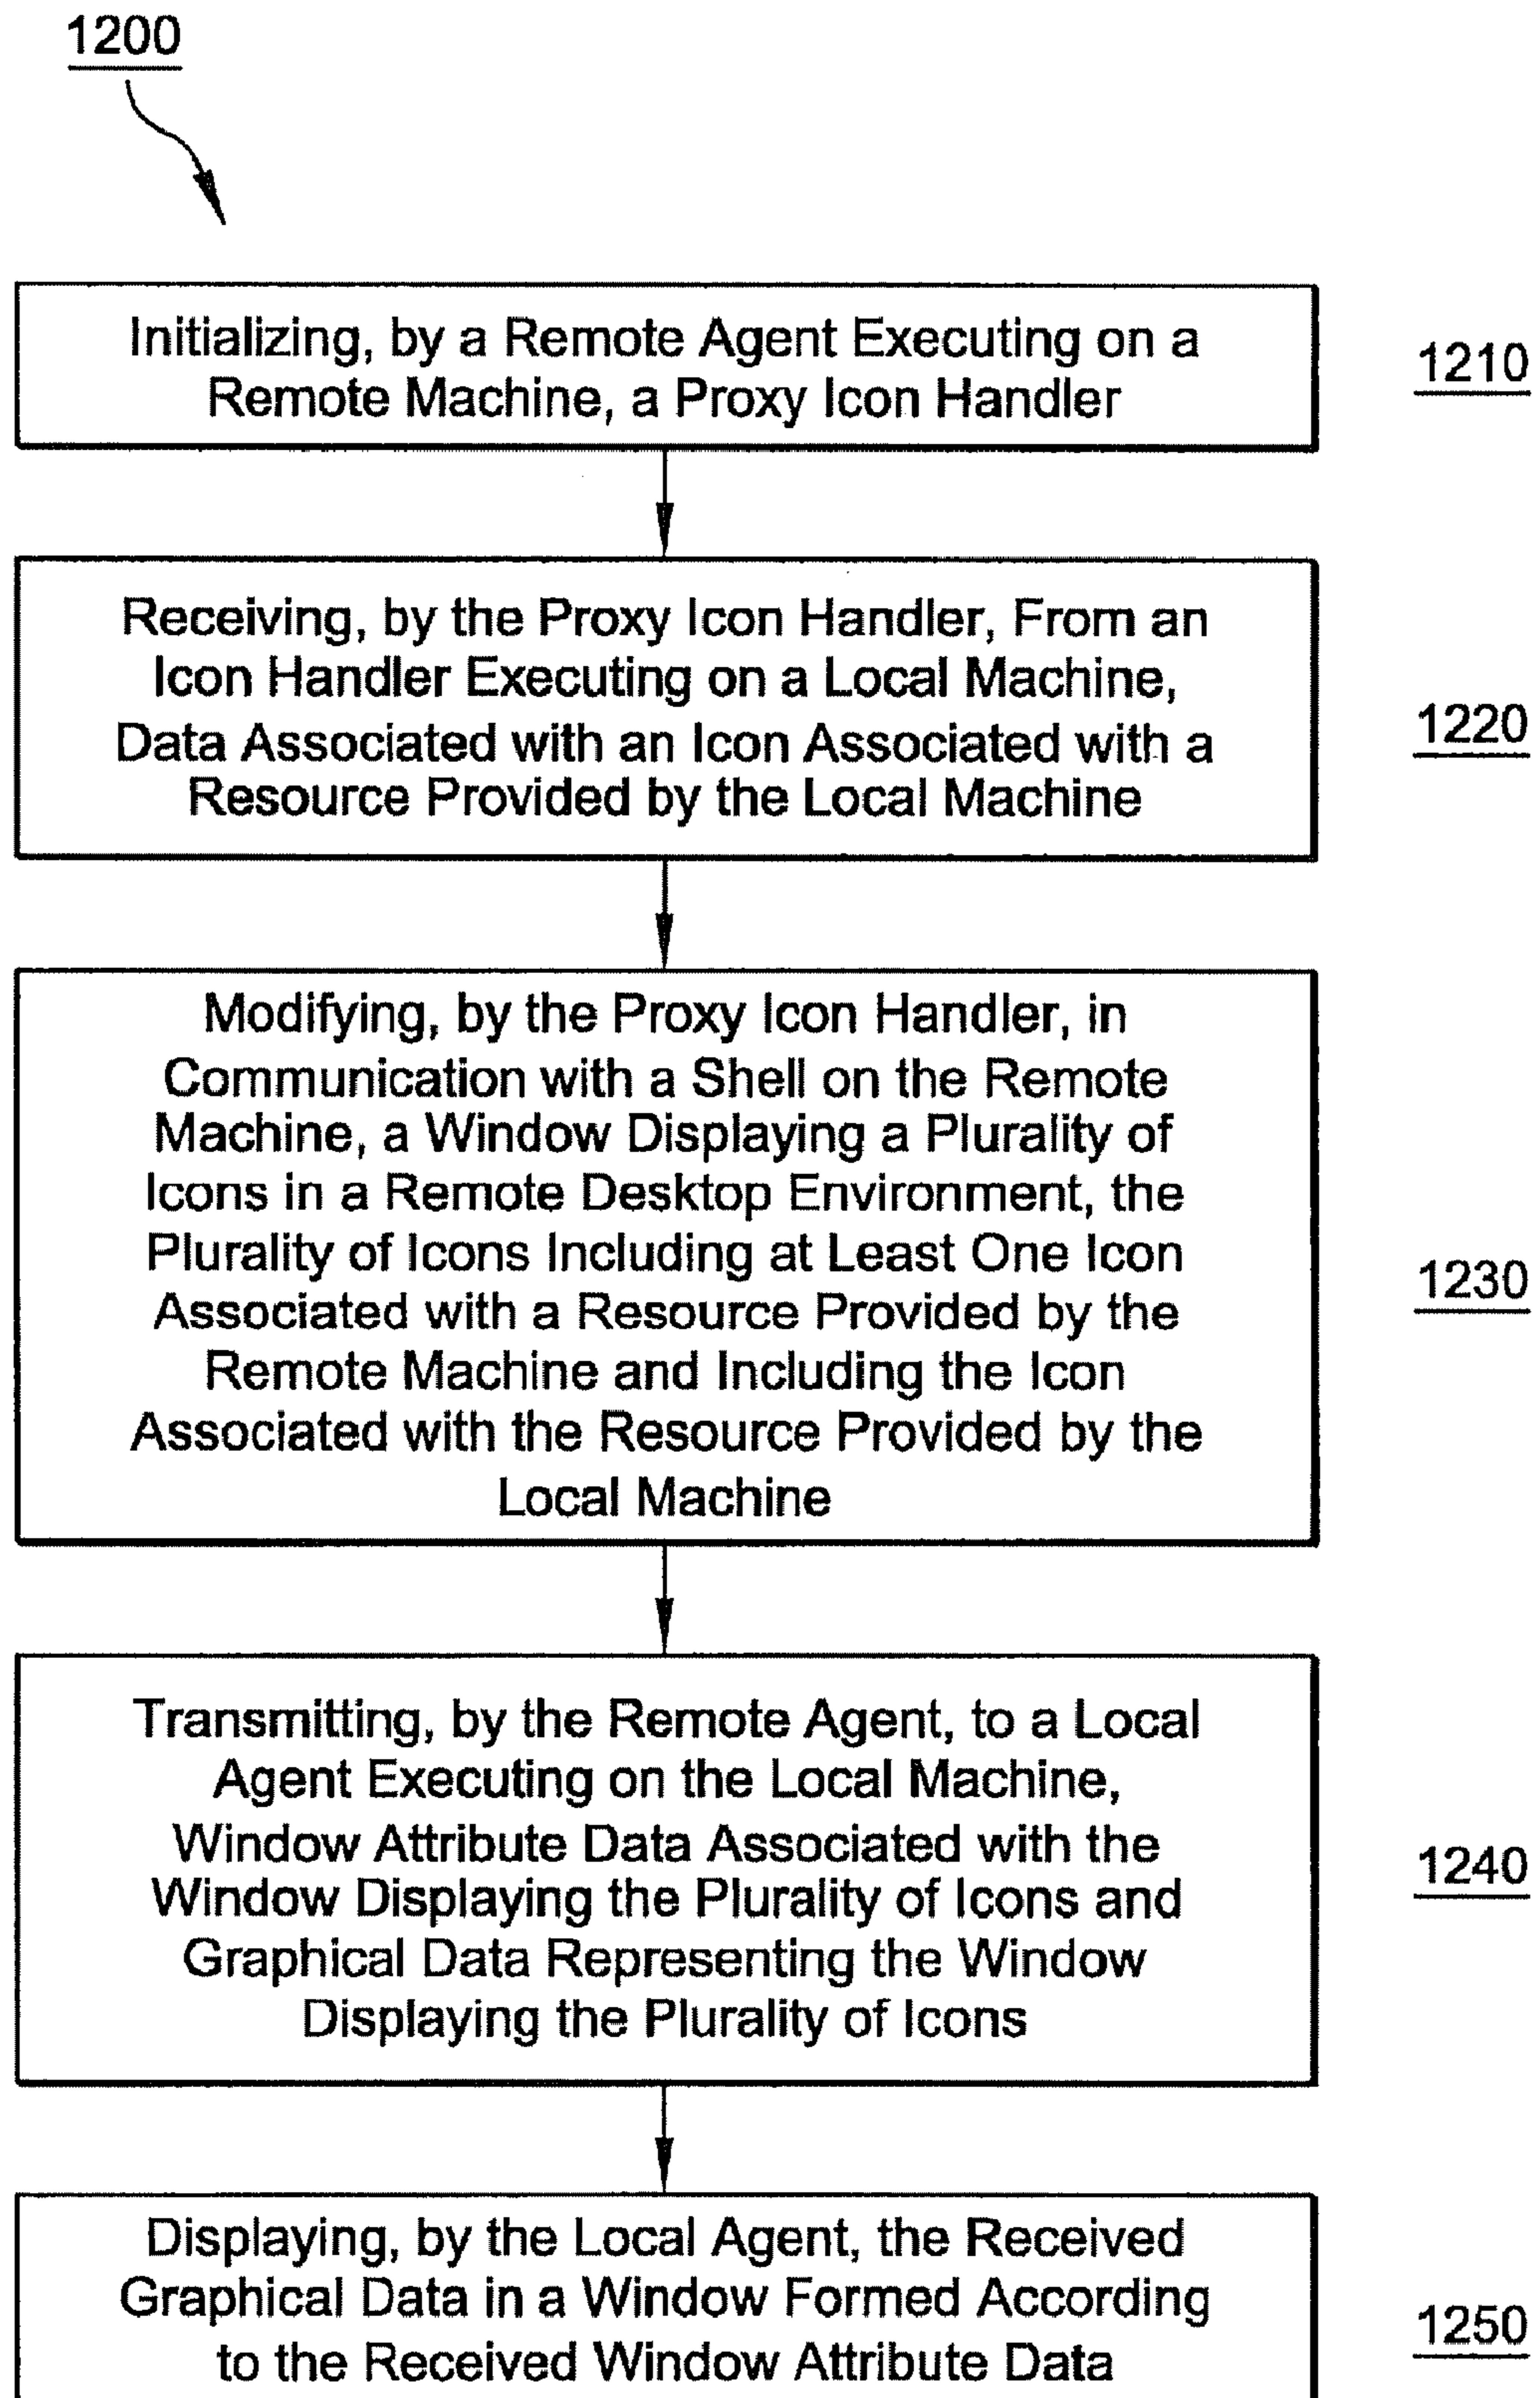 1200
Initializing, by a Remote Agent Executing on a
Remote Machine, a Proxy Icon Handler
1210
Receiving, by the Proxy Icon Handler, From an
Icon Handler Executing on a Local Machine,
Data Associated with an Icon Associated with a
Resource Provided by the Local Machine
1220
Modifying, by the Proxy Icon Handler, in
Communication with a Shell on the Remote
Machine, a Window Displaying a Plurality of
Icons in a Remote Desktop Environment, the
Plurality of Icons Including at Least One Icon
Associated with a Resource Provided by the
Remote Machine and Including the Icon
Associated with the Resource Provided by the
Local Machine
1230
Transmitting, by the Remote Agent, to a Local
Agent Executing on the Local Machine,
Window Attribute Data Associated with the
Window Displaying the Plurality of Icons and
Graphical Data Representing the Window
Displaying the Plurality of Icons
1240
Displaying, by the Local Agent, the Received
Graphical Data in a Window Formed According
to the Received Window Attribute Data
1250